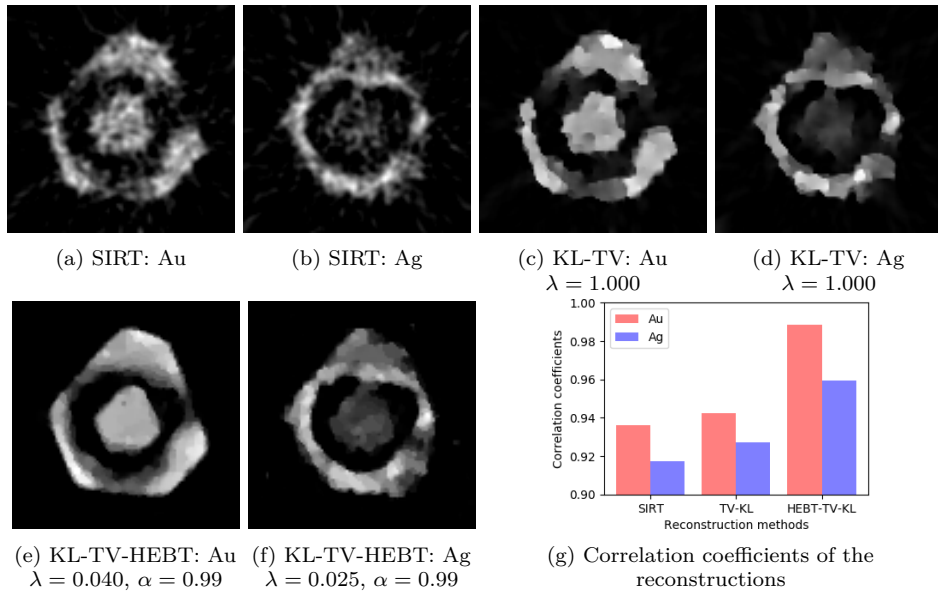 (a) SIRT: Au
(b) SIRT: Ag
(c) KL-TV: Au
λ = 1.000
(d) KL-TV: Ag
λ = 1.000
(e) KL-TV-HEBT: Au
λ = 0.040, α = 0.99
(f) KL-TV-HEBT: Ag
λ = 0.025, α = 0.99
1.00
0.98
0.96
0.94
0.92
0.90
Correlation coefficients
Au
Ag
SIRT
TV-KL
HEBT-TV-KL
Reconstruction methods
(g) Correlation coefficients of the
reconstructions